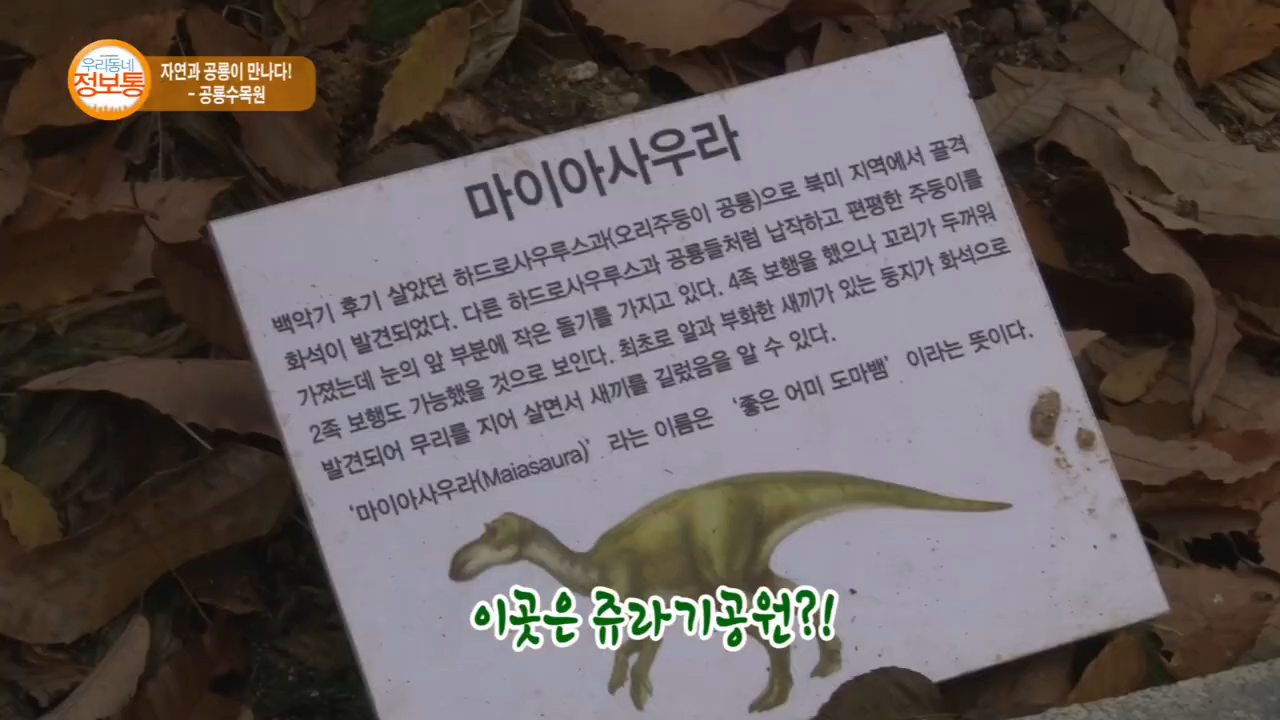 우리동네
정보통
자연과 공룡이 만나다!
- 공룡수목원
마이아사우라
백악기 후기 살았던 하드로사우루스과(오리주둥이 공룡)으로 북미 지역에서 골격
화석이 발견되었다. 다른 하드로사우루스과 공룡들처럼 납작하고 편평한 주둥이를
가졌는데 눈의 앞 부분에 작은 돌기를 가지고 있다. 4족 보행을 했으나 꼬리가 두꺼워
2족 보행도 가능했을 것으로 보인다. 최초로 알과 부화한 새끼가 있는 둥지가 화석으로
발견되어 무리를 지어 살면서 새끼를 길렀음을 알 수 있다.
‘마이아사우라(Maiasaura)’ 라는 이름은 ‘좋은 어미 도마뱀’ 이라는 뜻이다.
이곳은 쥬라기공원?!